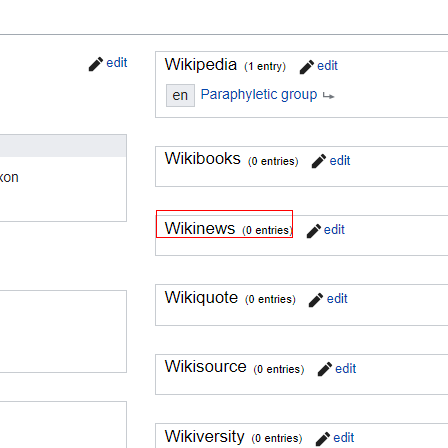 edit
xon
Wikipedia (1 entry) edit
en Paraphyletic group
Wikibooks (0 entries) edit
Wikinews (0 entries) edit
Wikiquote (0 entries) edit
Wikisource (0 entries) edit
Wikiversity (0 entries) edit